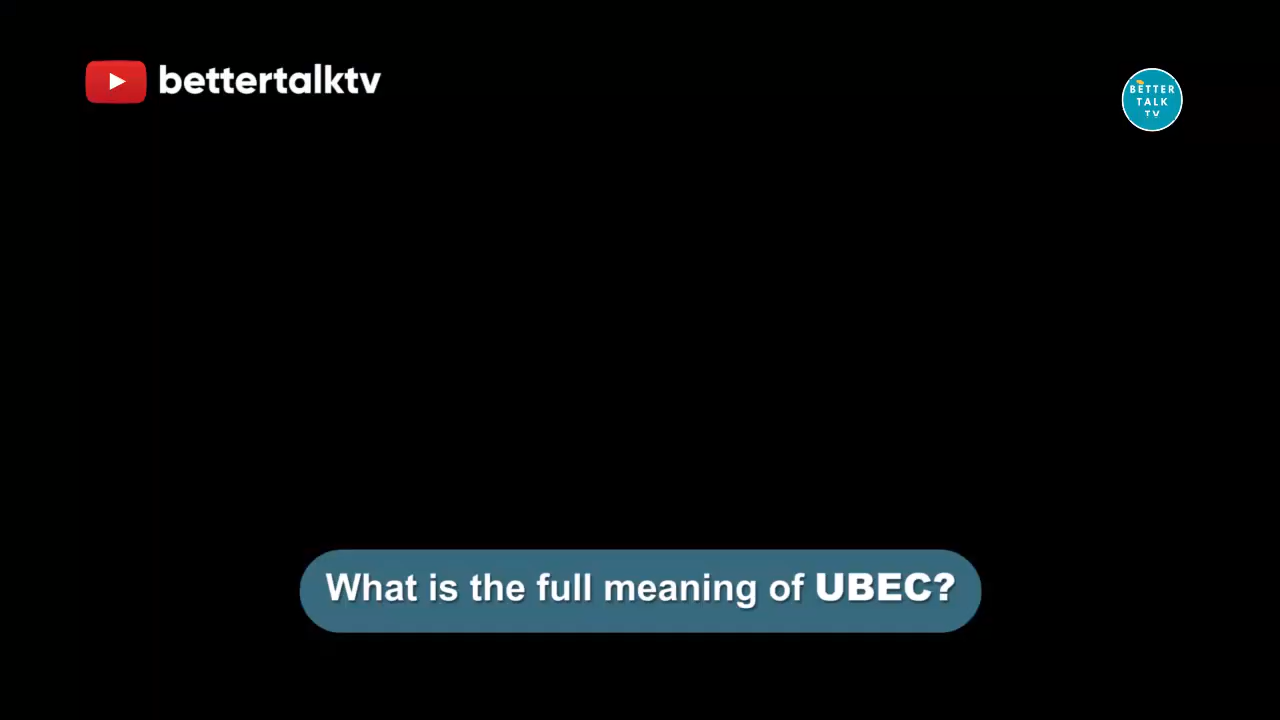 bettertalktv
BETTER
TALK
TV
What is the full meaning of UBEC?